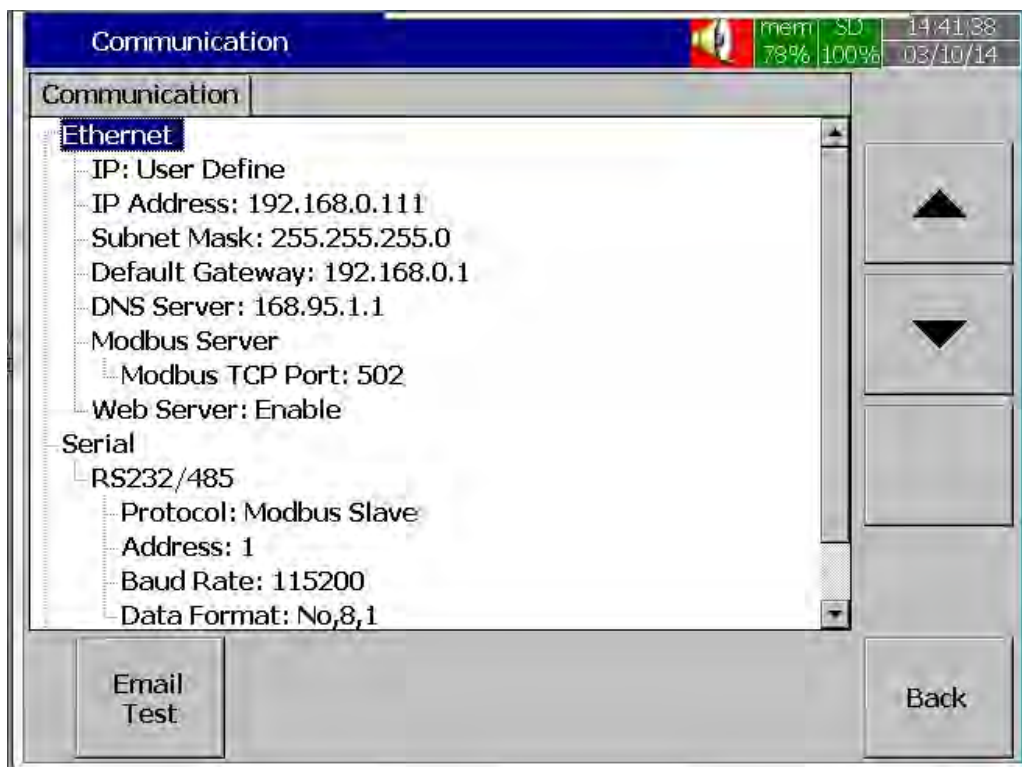 Communication
mem SD 14:41:38
78% 100% 03/10/14
Communication
Ethernet
IP: User Define
IP Address: 192.168.0.111
Subnet Mask: 255.255.255.0
Default Gateway: 192.168.0.1
DNS Server: 168.95.1.1
Modbus Server
Modbus TCP Port: 502
Web Server: Enable
Serial
RS232/485
Protocol: Modbus Slave
Address: 1
Baud Rate: 115200
Data Format: No,8,1
Email
Test
Back